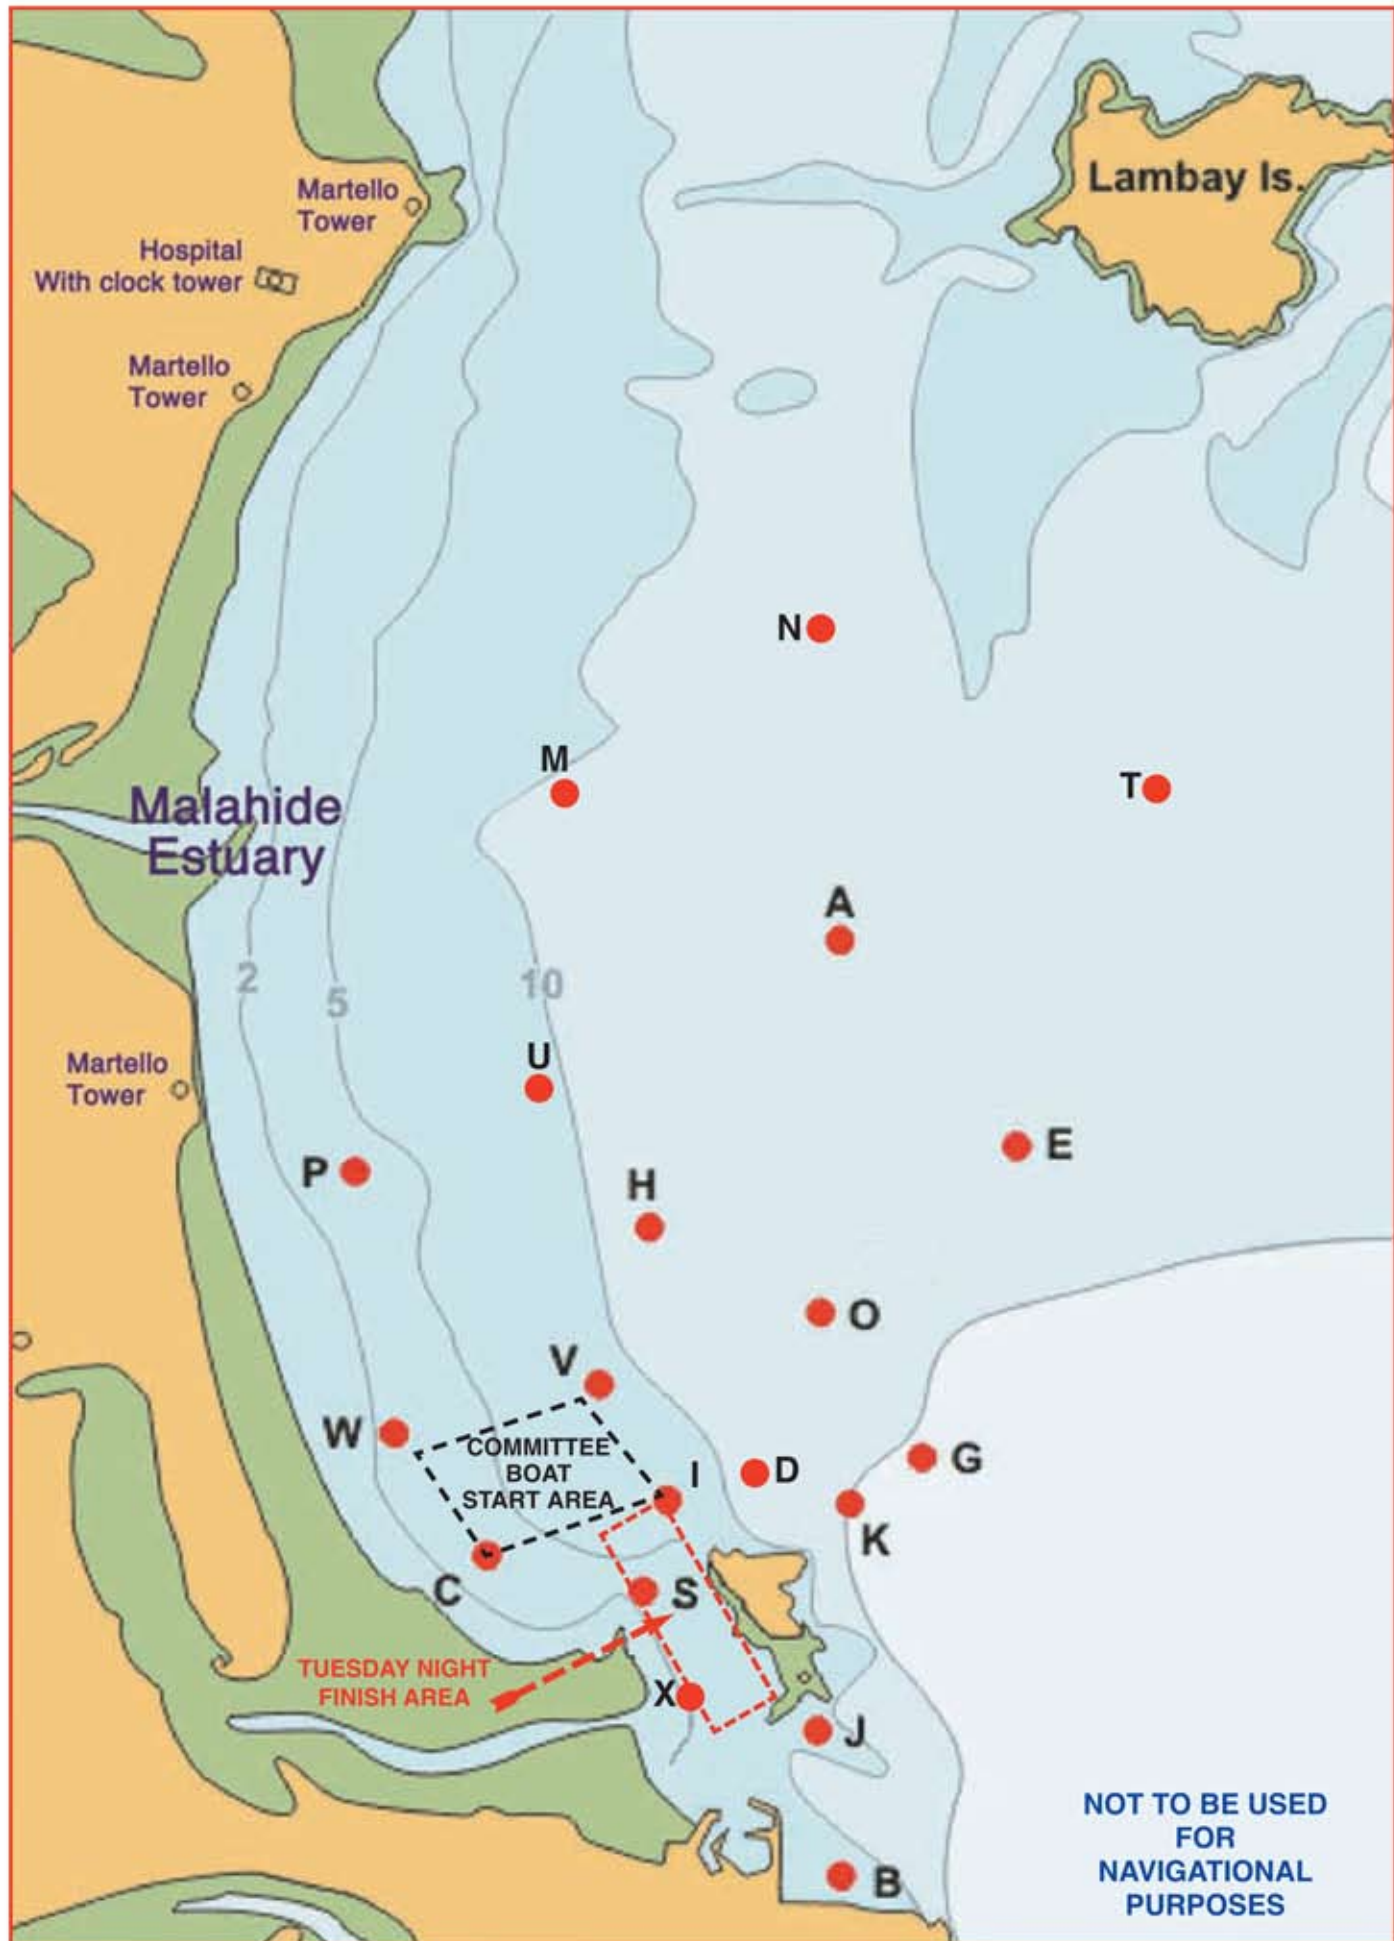 Martello
Tower
Lambay Is.
Hospital
With clock tower
Martello
Tower
N
M
T
Malahide
Estuary
A
2
5
10
U
Martello
Tower
P
E
H
O
V
W
COMMITTEE
BOAT
START AREA
I
D
G
K
C
S
TUESDAY NIGHT
FINISH AREA
X
J
NOT TO BE USED
FOR
NAVIGATIONAL
PURPOSES
B